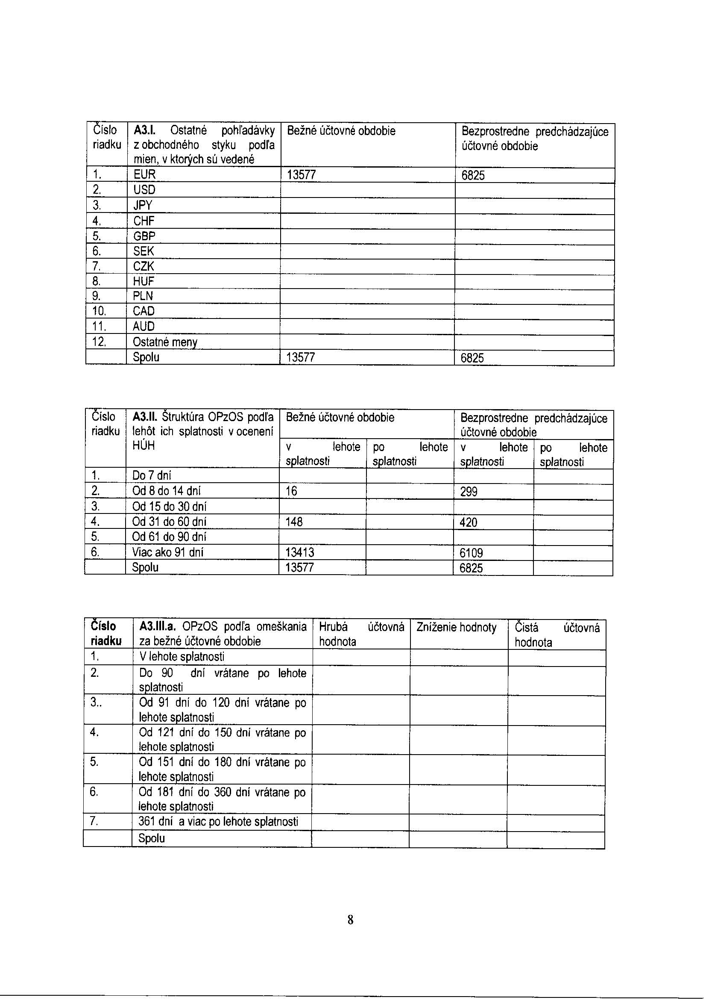 Číslo riadku A3.I. Ostatné pohľadávky z obchodného styku podľa mien, v ktorých sú vedené Bežné účtovné obdobie Bezprostredne predchádzajúce účtovné obdobie
1. EUR 13577 6825
2. USD
3. JPY
4. CHF
5. GBP
6. SEK
7. CZK
8. HUF
9. PLN
10. CAD
11. AUD
12. Ostatné meny
Spolu 13577 6825
Číslo riadku A3.II. Štruktúra OPzOS podľa lehôt ich splatnosti v ocenení HÚH Bežné účtovné obdobie Bezprostredne predchádzajúce účtovné obdobie
v lehote splatnosti po lehote splatnosti v lehote splatnosti po lehote splatnosti
1. Do 7 dní
2. Od 8 do 14 dní 16 299
3. Od 15 do 30 dní
4. Od 31 do 60 dní 148 420
5. Od 61 do 90 dní
6. Viac ako 91 dní 13413 6109
Spolu 13577 6825
Číslo riadku A3.III.a. OPzOS podľa omeškania za bežné účtovné obdobie Hrubá účtovná hodnota Zníženie hodnoty Čistá účtovná hodnota
1. V lehote splatnosti
2. Do 90 dní vrátane po lehote splatnosti
3.. Od 91 dní do 120 dní vrátane po lehote splatnosti
4. Od 121 dní do 150 dní vrátane po lehote splatnosti
5. Od 151 dní do 180 dní vrátane po lehote splatnosti
6. Od 181 dní do 360 dní vrátane po lehote splatnosti
7. 361 dní a viac po lehote splatnosti
Spolu
8